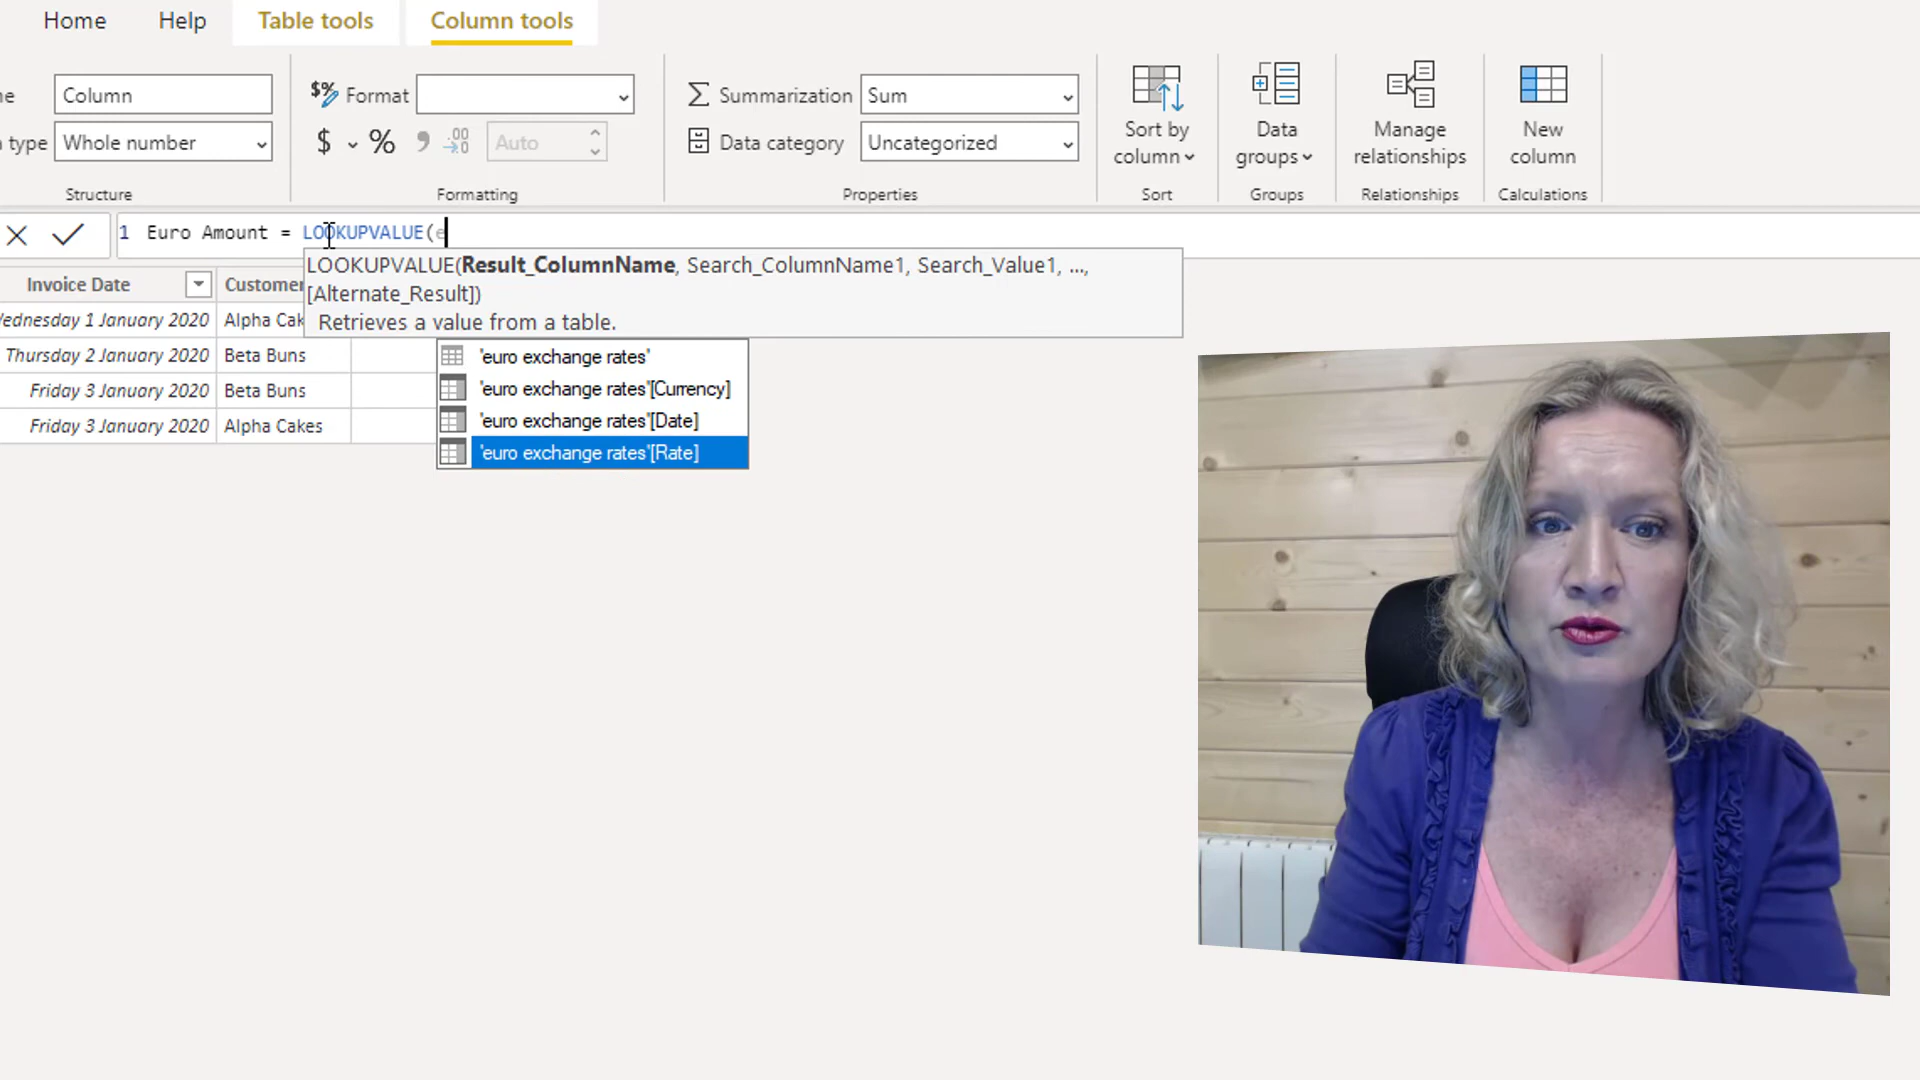 Home Help Table tools Column tools
ne Column $% Format Summarization Sum
n type Whole number $ % , .00 →.0 Auto Data category Uncategorized
Sort by column Data groups Manage relationships New column
Structure Formatting Properties Sort Groups Relationships Calculations
1 Euro Amount = LOOKUPVALUE(e
LOOKUPVALUE(Result_ColumnName, Search_ColumnName1, Search_Value1, ...,
[Alternate_Result])
Retrieves a value from a table.
Invoice Date Customer
Wednesday 1 January 2020 Alpha Cak
Thursday 2 January 2020 Beta Buns
Friday 3 January 2020 Beta Buns
Friday 3 January 2020 Alpha Cakes
'euro exchange rates'
'euro exchange rates'[Currency]
'euro exchange rates'[Date]
'euro exchange rates'[Rate]